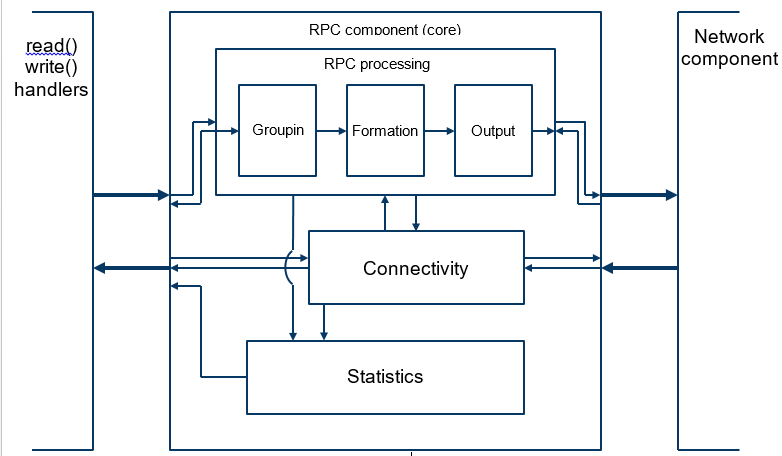 RPC component (core)
read()
write()
handlers
Network
component
RPC processing
Groupin
Formation
Output
Connectivity
Statistics